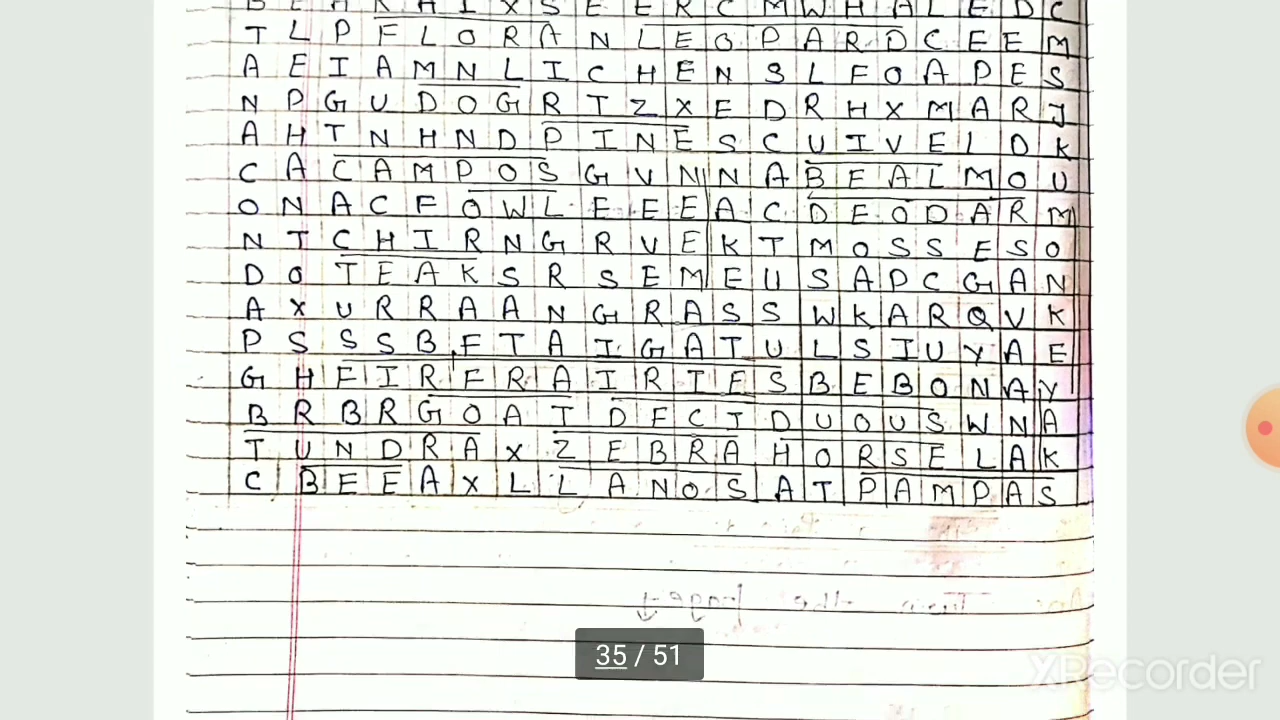 B E A R H I X S E E R C M W H A L E D C
T L P F L O R A N L E O P A R D C E E M
A E I A M N L I C H E N S L F O A P E S
N P G U D O G R T Z X E D R H X M A R J
A H T N H N D P I N E S C U I V E L D K
C A C A M P O S G V N N A B E A L M O U
O N A C F O W L E E E A C D E O D A R M
N T C H I R N G R V E K T M O S S E S O
D O T E A K S R S E M E U S A P C G A N
A X U R R A A N G R A S S W K A R Q V K
P S S S B F T A I G A T U L S I U Y A E
G H F I R F R A I R I E S B E B O N A Y
B R B R G O A T D E C I D U O U S W N A
T U N D R A X Z E B R A H O R S E L A K
C B E E A X L L A N O S A T P A M P A S
35 / 51
XRecorder